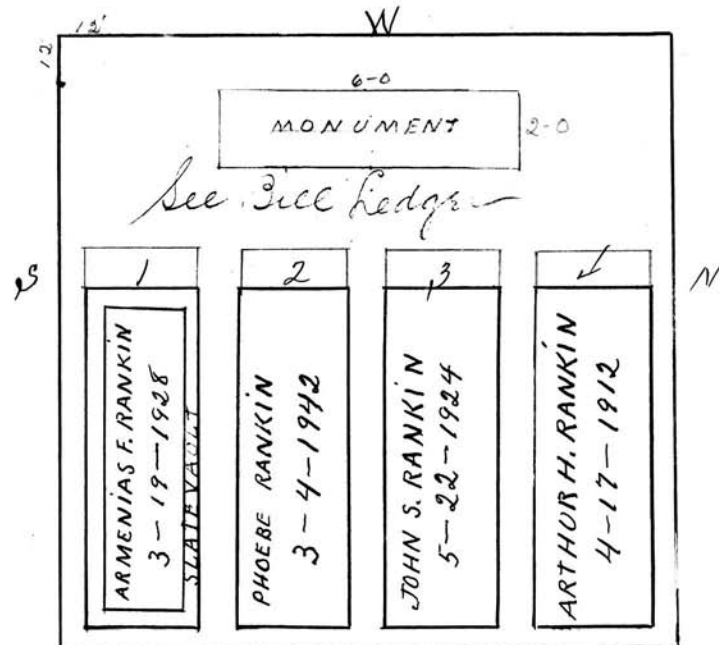 W
12'
12
6-0
MONUMENT
2-0
See Bill Ledger
S
N
1
2
3
4
ARMENIAS F. RANKIN
3-19-1928
SLATE VAULT
PHOEBE RANKIN
3-4-1942
JOHN S. RANKIN
5-22-1924
ARTHUR H. RANKIN
4-17-1912